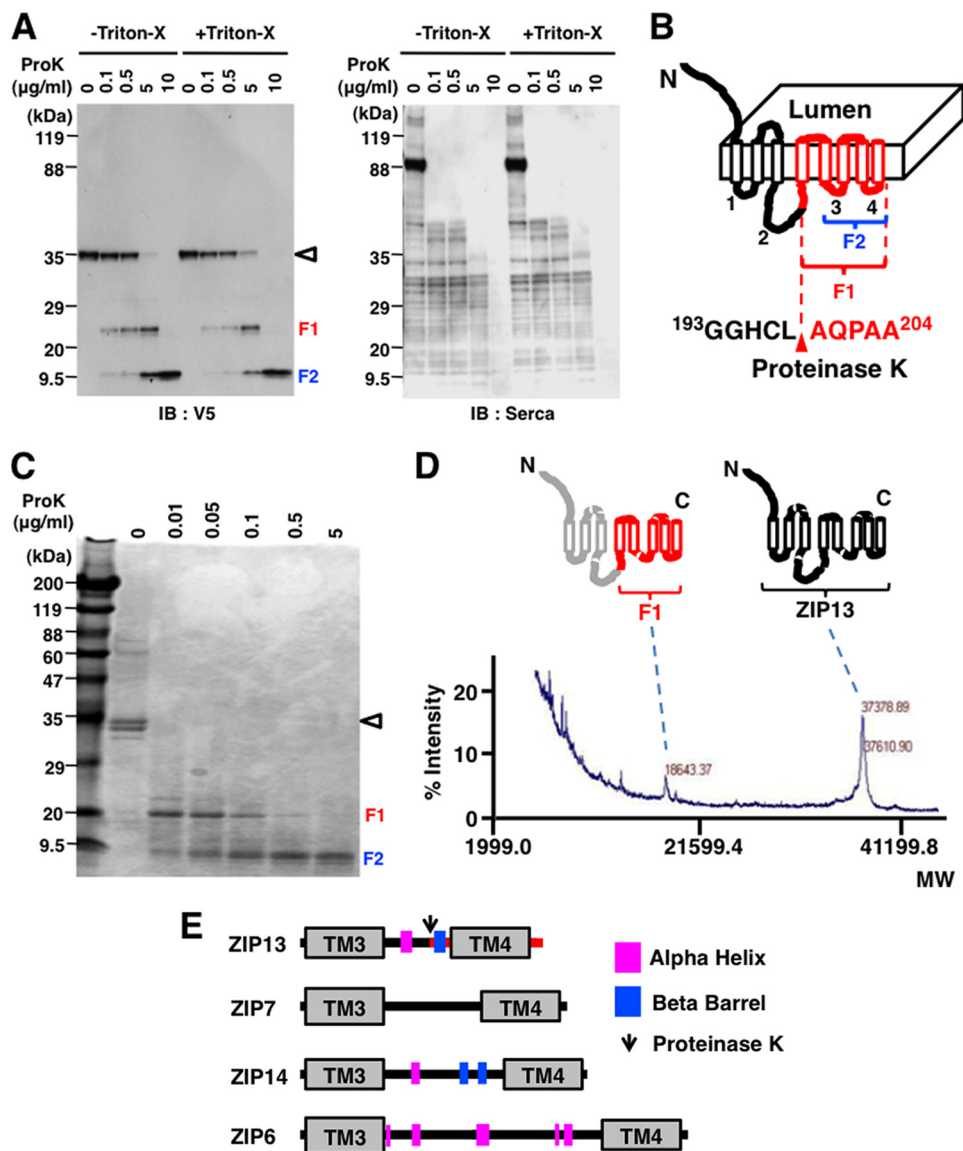 A
-Triton-X +Triton-X
ProK (μg/ml) 0 0.1 0.5 5 10 0 0.1 0.5 5 10
(kDa)
119
88
35
29
20
9.5
F1
F2
IB : V5
-Triton-X +Triton-X
ProK (μg/ml) 0 0.1 0.5 5 10 0 0.1 0.5 5 10
(kDa)
119
88
35
29
20
9.5
IB : Serca
B
N
Lumen
1 2 3 4
F2
F1
193GGHCL AQPAA204
Proteinase K
C
ProK (μg/ml) 0 0.01 0.05 0.1 0.5 5
(kDa)
200
119
88
60
47
35
29
20
9.5
F1
F2
D
N C
F1
N C
ZIP13
% Intensity
20
10
0
37378.89
37610.90
18643.37
1999.0 21599.4 41199.8
MW
E
ZIP13 TM3 TM4
ZIP7 TM3 TM4
ZIP14 TM3 TM4
ZIP6 TM3 TM4
Alpha Helix
Beta Barrel
Proteinase K